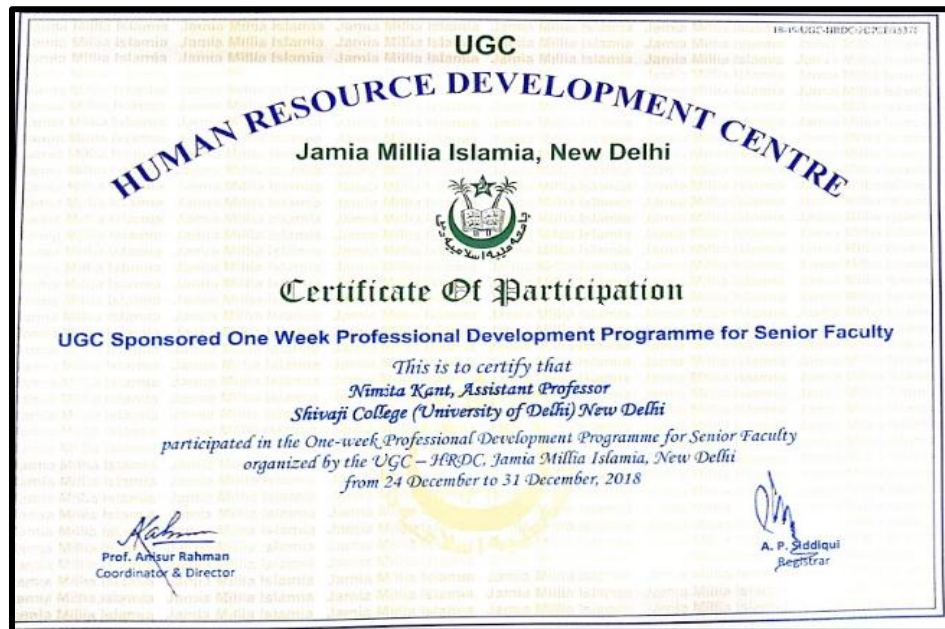 UGC
HUMAN RESOURCE DEVELOPMENT CENTRE
Jamia Millia Islamia, New Delhi
Certificate Of Participation
UGC Sponsored One Week Professional Development Programme for Senior Faculty
This is to certify that
Nimita Kant, Assistant Professor
Shivaji College (University of Delhi) New Delhi
participated in the One-week Professional Development Programme for Senior Faculty
organized by the UGC – HRDC, Jamia Millia Islamia, New Delhi
from 24 December to 31 December, 2018
Prof. Anisur Rahman
Coordinator & Director
A. P. Siddiqui
Registrar